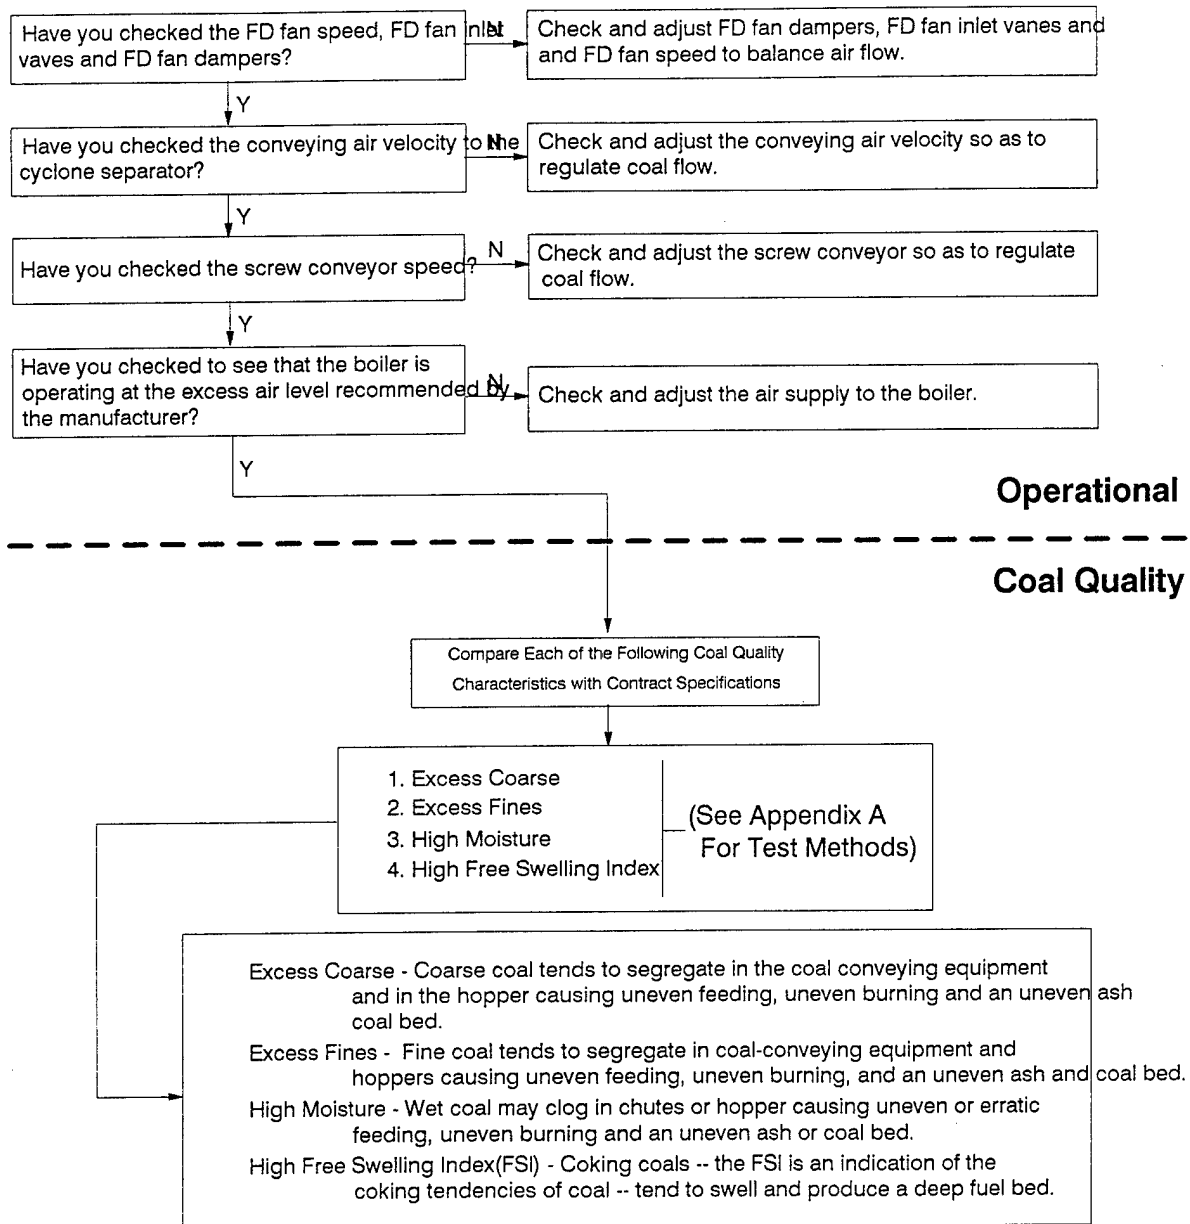 Have you checked the FD fan speed, FD fan inlet
vaves and FD fan dampers?
N
Check and adjust FD fan dampers, FD fan inlet vanes and
and FD fan speed to balance air flow.
Y
Have you checked the conveying air velocity to the
cyclone separator?
N
Check and adjust the conveying air velocity so as to
regulate coal flow.
Y
Have you checked the screw conveyor speed?
N
Check and adjust the screw conveyor so as to regulate
coal flow.
Y
Have you checked to see that the boiler is
operating at the excess air level recommended by
the manufacturer?
N
Check and adjust the air supply to the boiler.
Y
Operational
Coal Quality
Compare Each of the Following Coal Quality
Characteristics with Contract Specifications
1. Excess Coarse
2. Excess Fines
3. High Moisture
4. High Free Swelling Index
(See Appendix A
For Test Methods)
Excess Coarse - Coarse coal tends to segregate in the coal conveying equipment
and in the hopper causing uneven feeding, uneven burning and an uneven ash
coal bed.
Excess Fines - Fine coal tends to segregate in coal-conveying equipment and
hoppers causing uneven feeding, uneven burning, and an uneven ash and coal bed.
High Moisture - Wet coal may clog in chutes or hopper causing uneven or erratic
feeding, uneven burning and an uneven ash or coal bed.
High Free Swelling Index(FSI) - Coking coals -- the FSI is an indication of the
coking tendencies of coal -- tend to swell and produce a deep fuel bed.